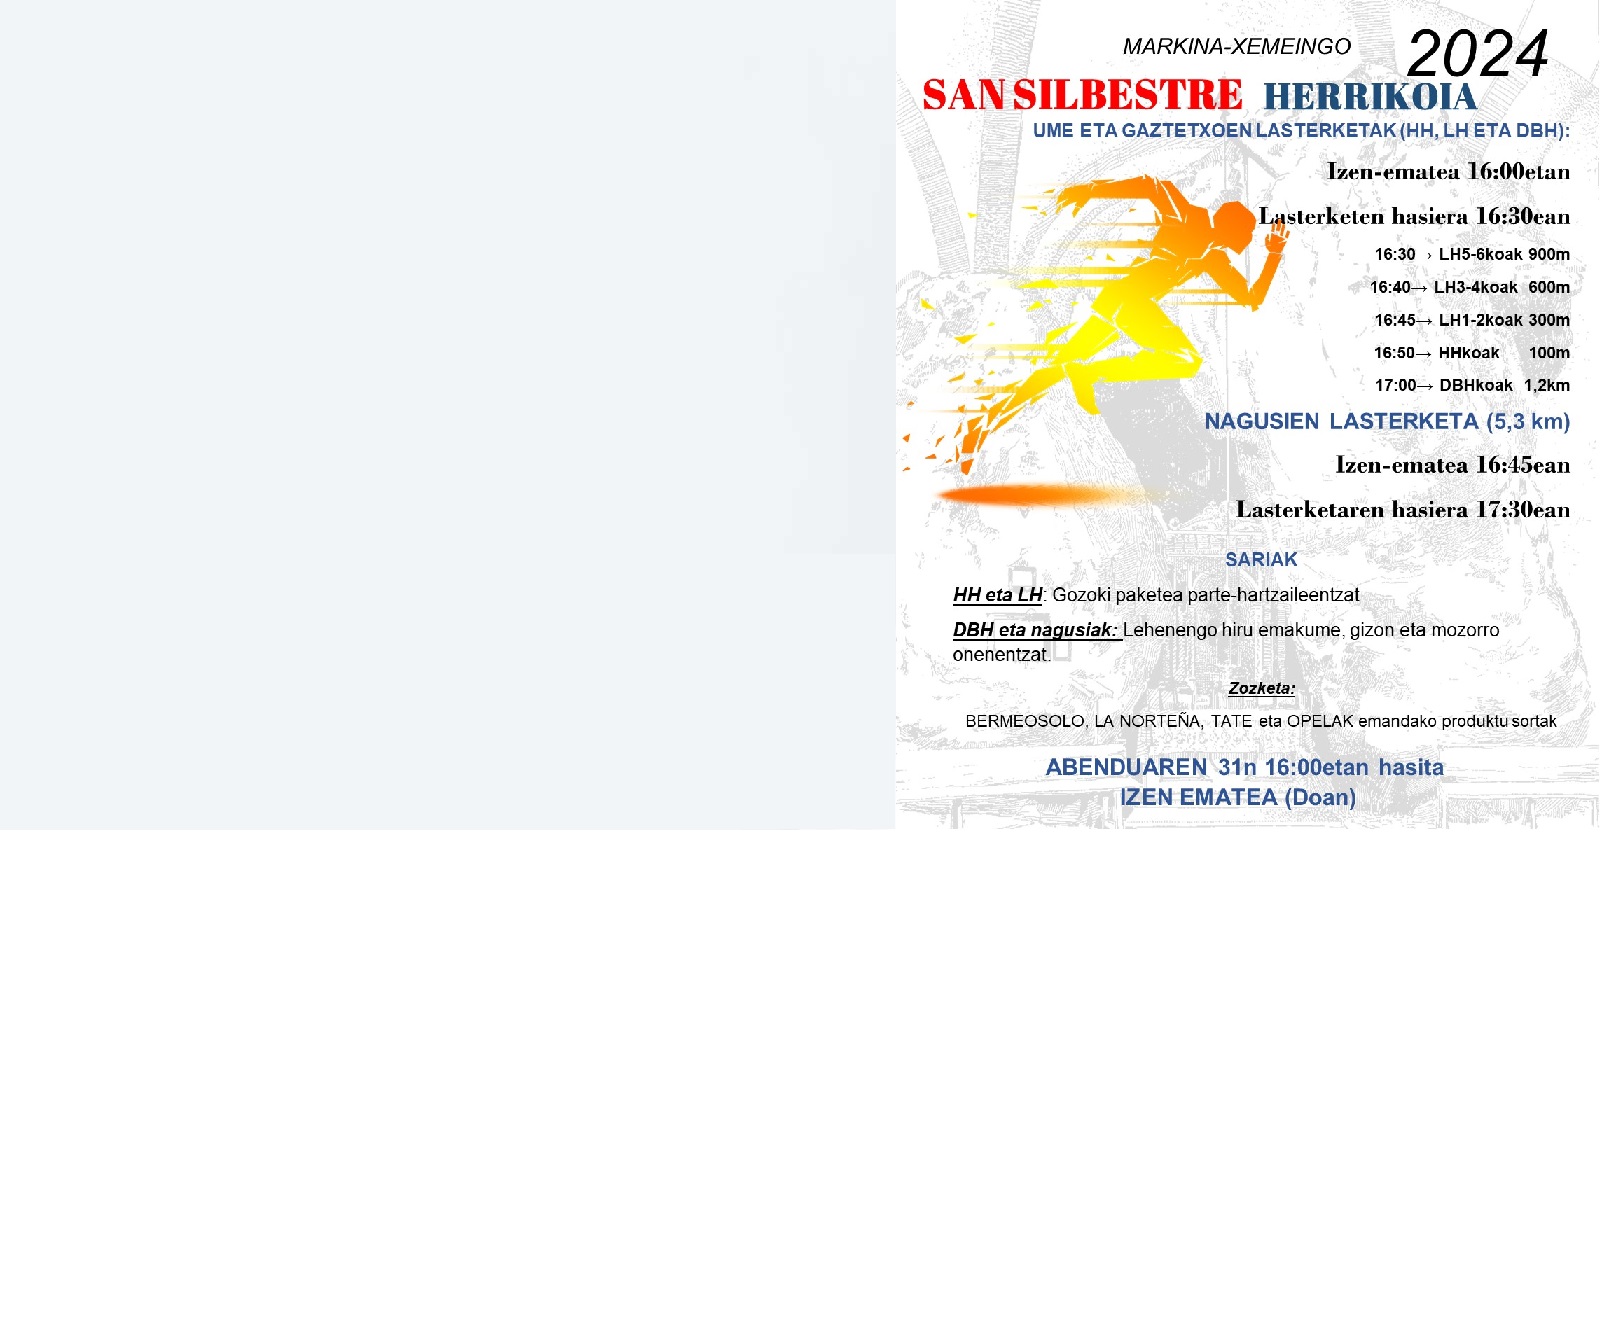 MARKINA-XEMEINGO 2024
SAN SILBESTRE HERRIKOIA
UME ETA GAZTETXOEN LASTERKETAK (HH, LH ETA DBH):
Izen-ematea 16:00etan
Lasterketen hasiera 16:30ean
16:30 → LH5-6koak 900m
16:40→ LH3-4koak 600m
16:45→ LH1-2koak 300m
16:50→ HHkoak 100m
17:00→ DBHkoak 1,2km
NAGUSIEN LASTERKETA (5,3 km)
Izen-ematea 16:45ean
Lasterketaren hasiera 17:30ean
SARIAK
HH eta LH: Gozoki paketea parte-hartzaileentzat
DBH eta nagusiak: Lehenengo hiru emakume, gizon eta mozorro
onenentzat.
Zozketa:
BERMEOSOLO, LA NORTEÑA, TATE eta OPELAK emandako produktu sortak
ABENDUAREN 31n 16:00etan hasita
IZEN EMATEA (Doan)